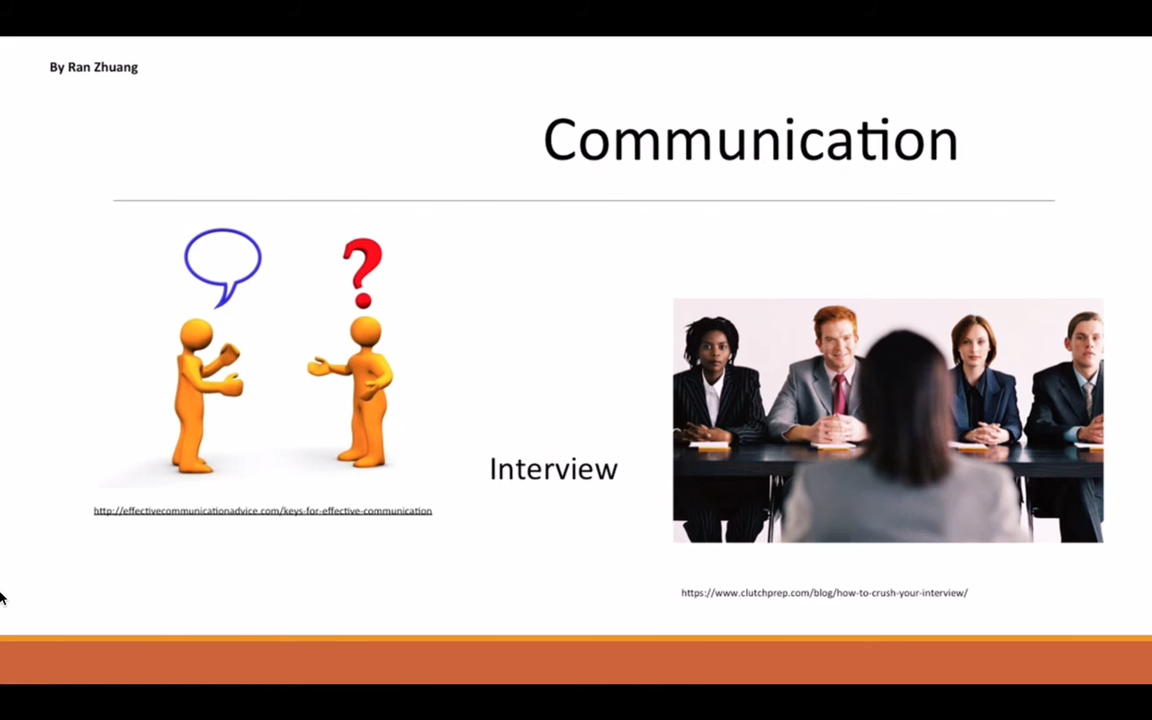 By Ran Zhuang
Communication
Interview
http://effectivecommunicationadvice.com/keys-for-effective-communication
https://www.clutchprep.com/blog/how-to-crush-your-interview/